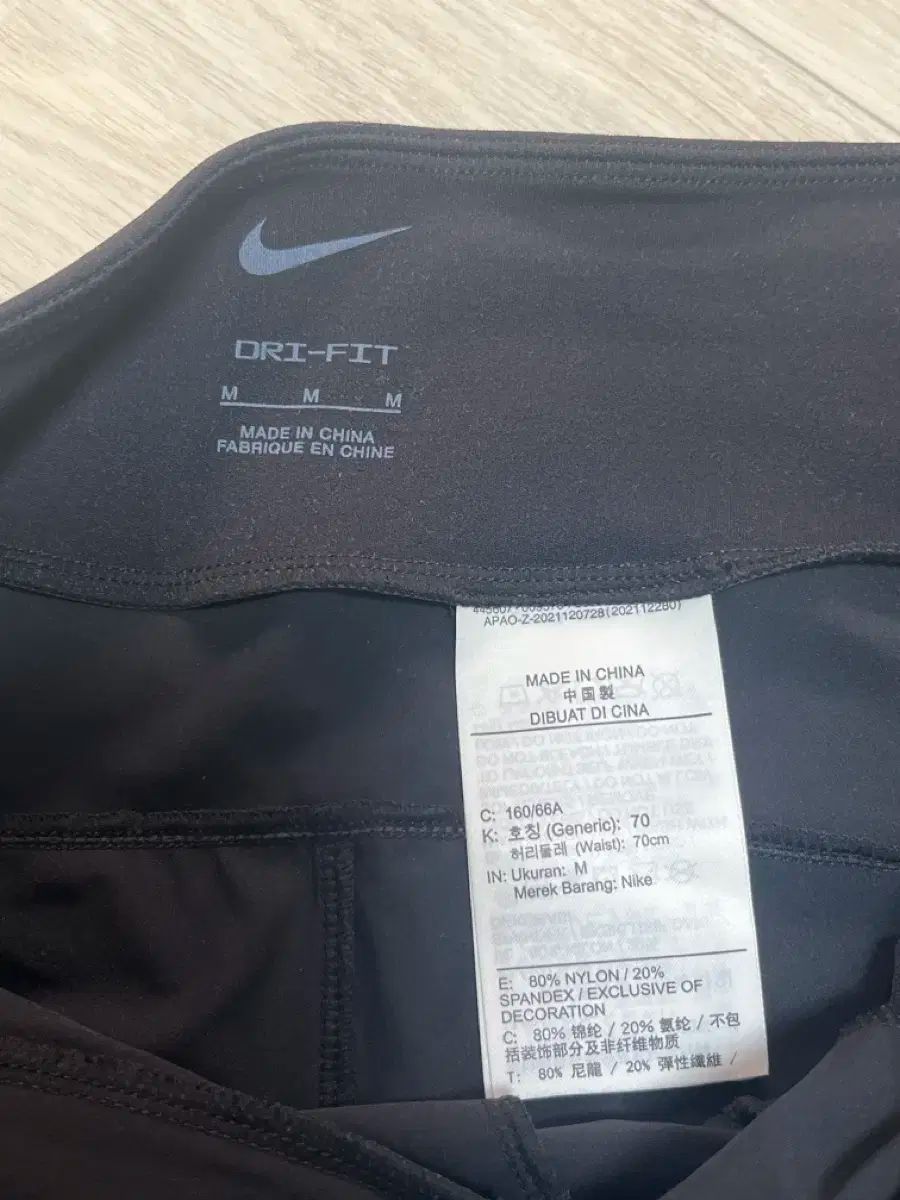 DRI-FIT
M M M
MADE IN CHINA
FABRIQUE EN CHINE
APAO-Z-2021120728(20211228()
MADE IN CHINA
中国製
DIBUAT DI CINA
C: 160/66A
K: 호칭 (Generic): 70
허리둘레 (Waist): 70cm
IN: Ukuran: M
Merek Barang: Nike
E: 80% NYLON / 20%
SPANDEX / EXCLUSIVE OF
DECORATION
C: 80% 锦纶 / 20% 氨纶 / 不包
括装饰部分及非纤维物质
T: 80% 尼龍 / 20% 彈性纖維 /